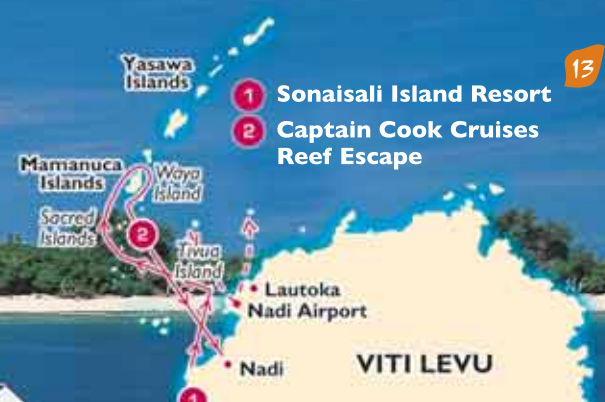 13
Yasawa
Islands
1 Sonaisali Island Resort
2 Captain Cook Cruises
Reef Escape
Mamanuca
Islands
Waya
Island
Sacred
Islands
2
Tivua
Island
Lautoka
Nadi Airport
Nadi
VITI LEVU
1